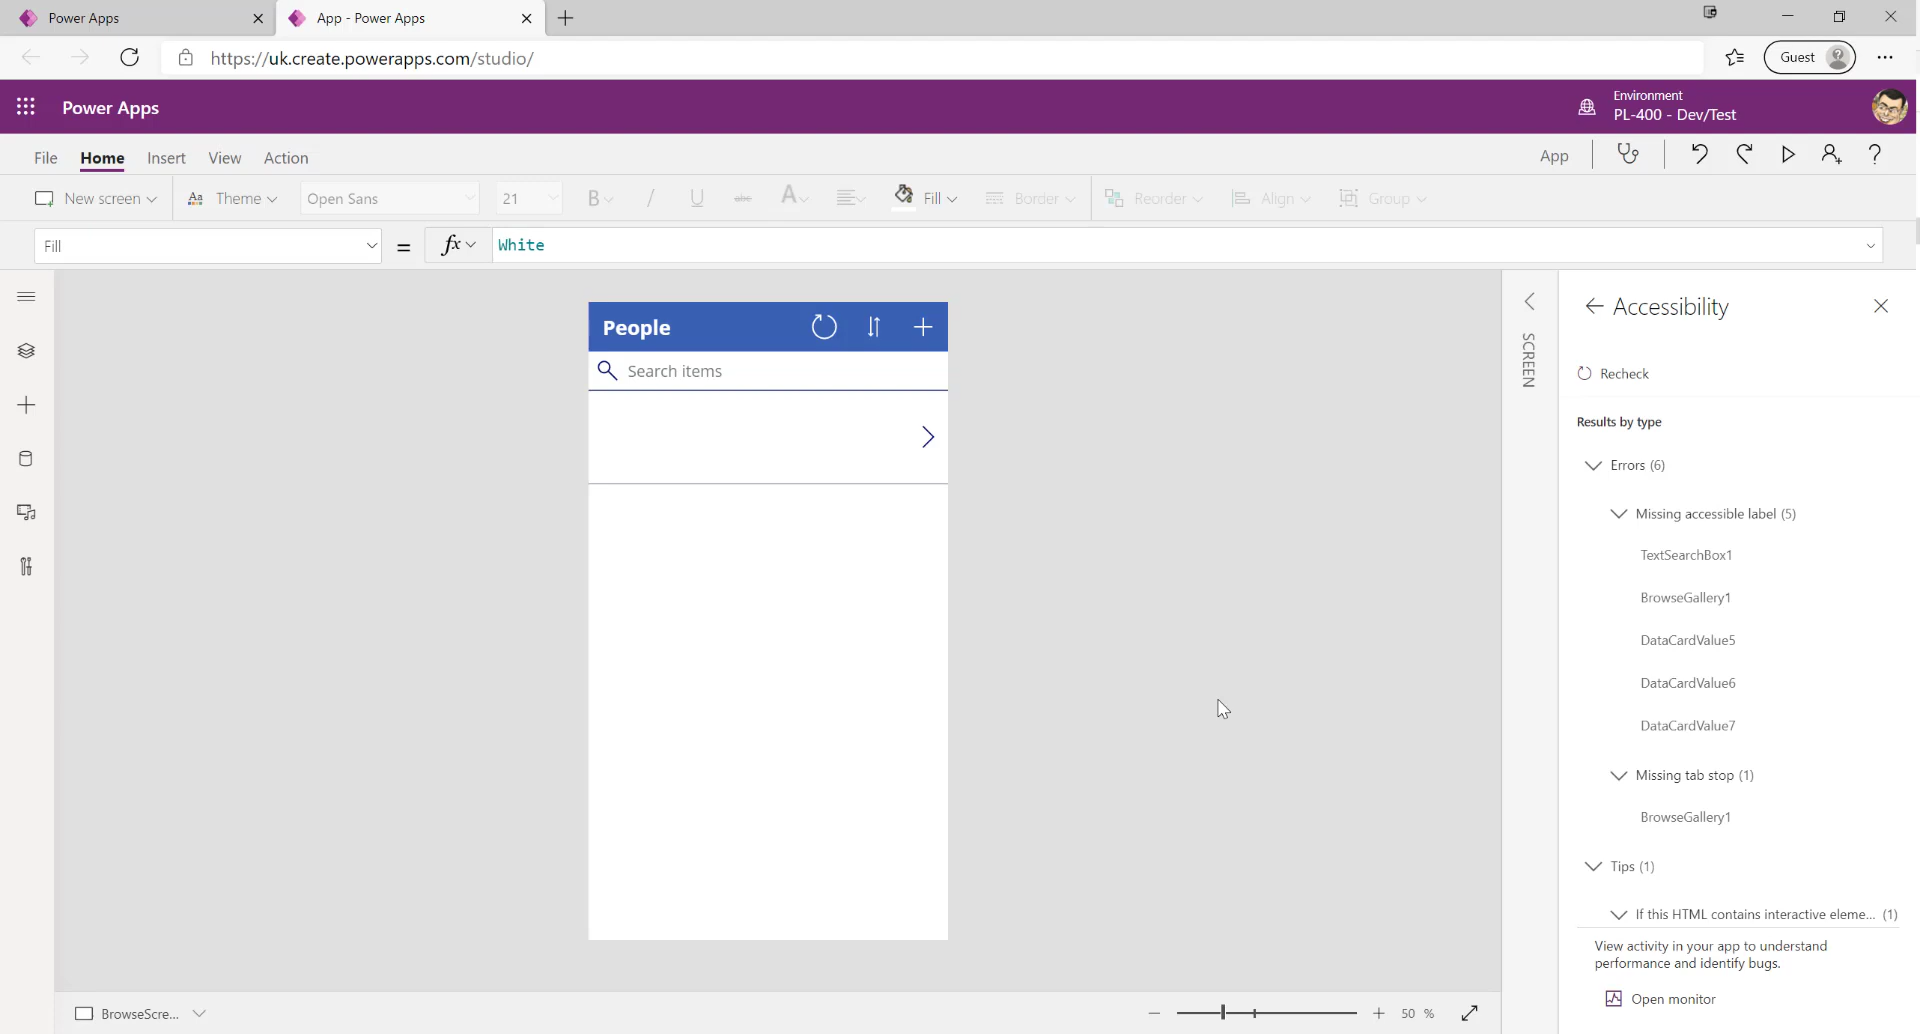 Power Apps
App - Power Apps
https://uk.create.powerapps.com/studio/
Guest
Power Apps
Environment
PL-400 - Dev/Test
File Home Insert View Action
App
New screen
Theme
Open Sans
21
B / U abc A
Fill
Border
Reorder
Align
Group
Fill
=
fx
White
People
Search items
SCREEN
Accessibility
Recheck
Results by type
Errors (6)
Missing accessible label (5)
TextSearchBox1
BrowseGallery1
DataCardValue5
DataCardValue6
DataCardValue7
Missing tab stop (1)
BrowseGallery1
Tips (1)
If this HTML contains interactive eleme... (1)
View activity in your app to understand
performance and identify bugs.
Open monitor
BrowseScre...
50 %